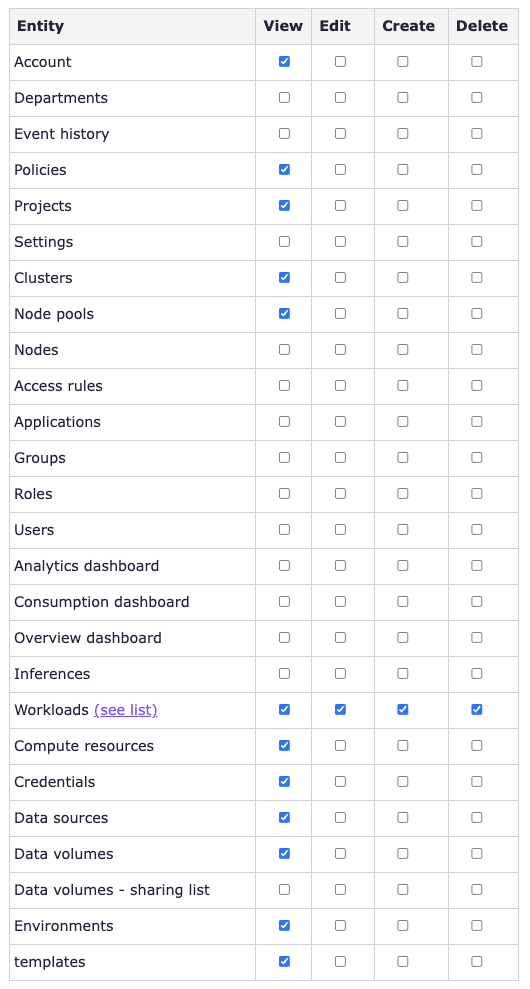 Entity View Edit Create Delete
Account
Departments
Event history
Policies
Projects
Settings
Clusters
Node pools
Nodes
Access rules
Applications
Groups
Roles
Users
Analytics dashboard
Consumption dashboard
Overview dashboard
Inferences
Workloads (see list)
Compute resources
Credentials
Data sources
Data volumes
Data volumes - sharing list
Environments
templates